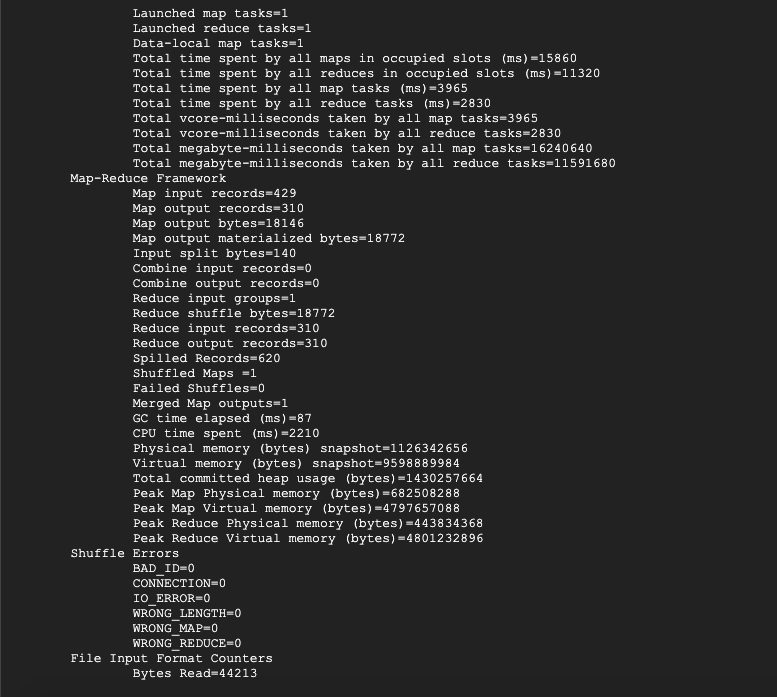 Launched map tasks=1
Launched reduce tasks=1
Data-local map tasks=1
Total time spent by all maps in occupied slots (ms)=15860
Total time spent by all reduces in occupied slots (ms)=11320
Total time spent by all map tasks (ms)=3965
Total time spent by all reduce tasks (ms)=2830
Total vcore-milliseconds taken by all map tasks=3965
Total vcore-milliseconds taken by all reduce tasks=2830
Total megabyte-milliseconds taken by all map tasks=16240640
Total megabyte-milliseconds taken by all reduce tasks=11591680
Map-Reduce Framework
Map input records=429
Map output records=310
Map output bytes=18146
Map output materialized bytes=18772
Input split bytes=140
Combine input records=0
Combine output records=0
Reduce input groups=1
Reduce shuffle bytes=18772
Reduce input records=310
Reduce output records=310
Spilled Records=620
Shuffled Maps =1
Failed Shuffles=0
Merged Map outputs=1
GC time elapsed (ms)=87
CPU time spent (ms)=2210
Physical memory (bytes) snapshot=1126342656
Virtual memory (bytes) snapshot=9598889984
Total committed heap usage (bytes)=1430257664
Peak Map Physical memory (bytes)=682508288
Peak Map Virtual memory (bytes)=4797657088
Peak Reduce Physical memory (bytes)=443834368
Peak Reduce Virtual memory (bytes)=4801232896
Shuffle Errors
BAD_ID=0
CONNECTION=0
IO_ERROR=0
WRONG_LENGTH=0
WRONG_MAP=0
WRONG_REDUCE=0
File Input Format Counters
Bytes Read=44213